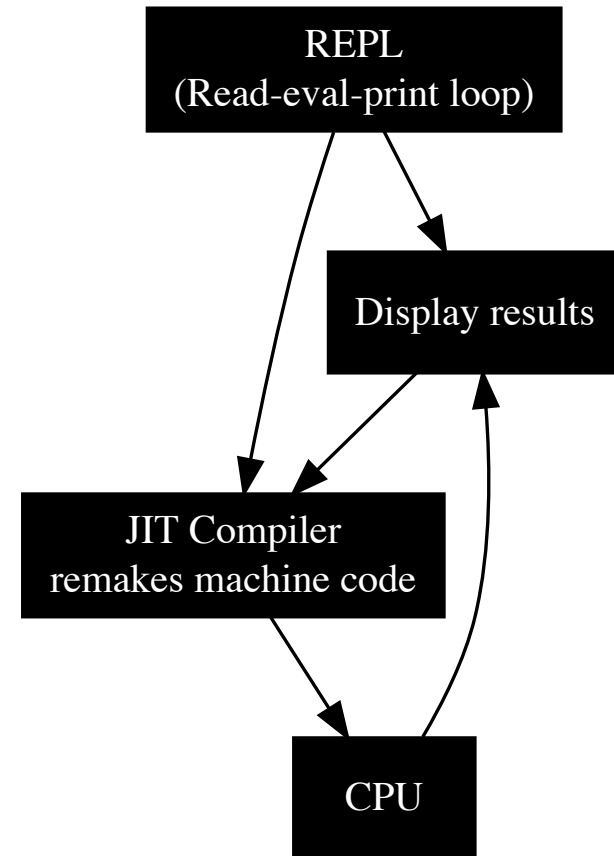 REPL
(Read-eval-print loop)
Display results
JIT Compiler
remakes machine code
CPU